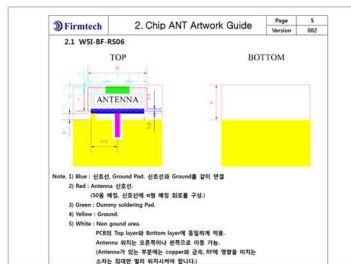 Firmtech
2. Chip ANT Artwork Guide
Page 5
Version 002
2.1 W5I-BF-RS06
TOP BOTTOM
ANTENNA
Note. 1) Blue : 신호선, Ground Pad. 신호선과 Ground를 같이 연결
2) Red : Antenna 신호선.
(50옴 매칭, 신호선에 π형 매칭 회로를 구성.)
3) Green : Dummy soldering Pad.
4) Yellow : Ground.
5) White : Non gound area.
PCB의 Top layer와 Bottom layer에 동일하게 적용.
Antenna 위치는 오른쪽이나 왼쪽으로 이동 가능.
(Antenna가 있는 부분에는 copper와 금속, RF에 영향을 미치는
소자는 최대한 멀리 위치시켜야 합니다.)